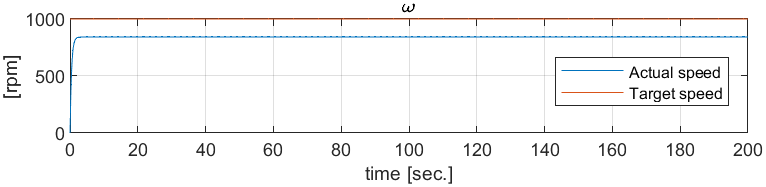 ω
[rpm]
1000
500
0
Actual speed
Target speed
0 20 40 60 80 100 120 140 160 180 200
time [sec.]